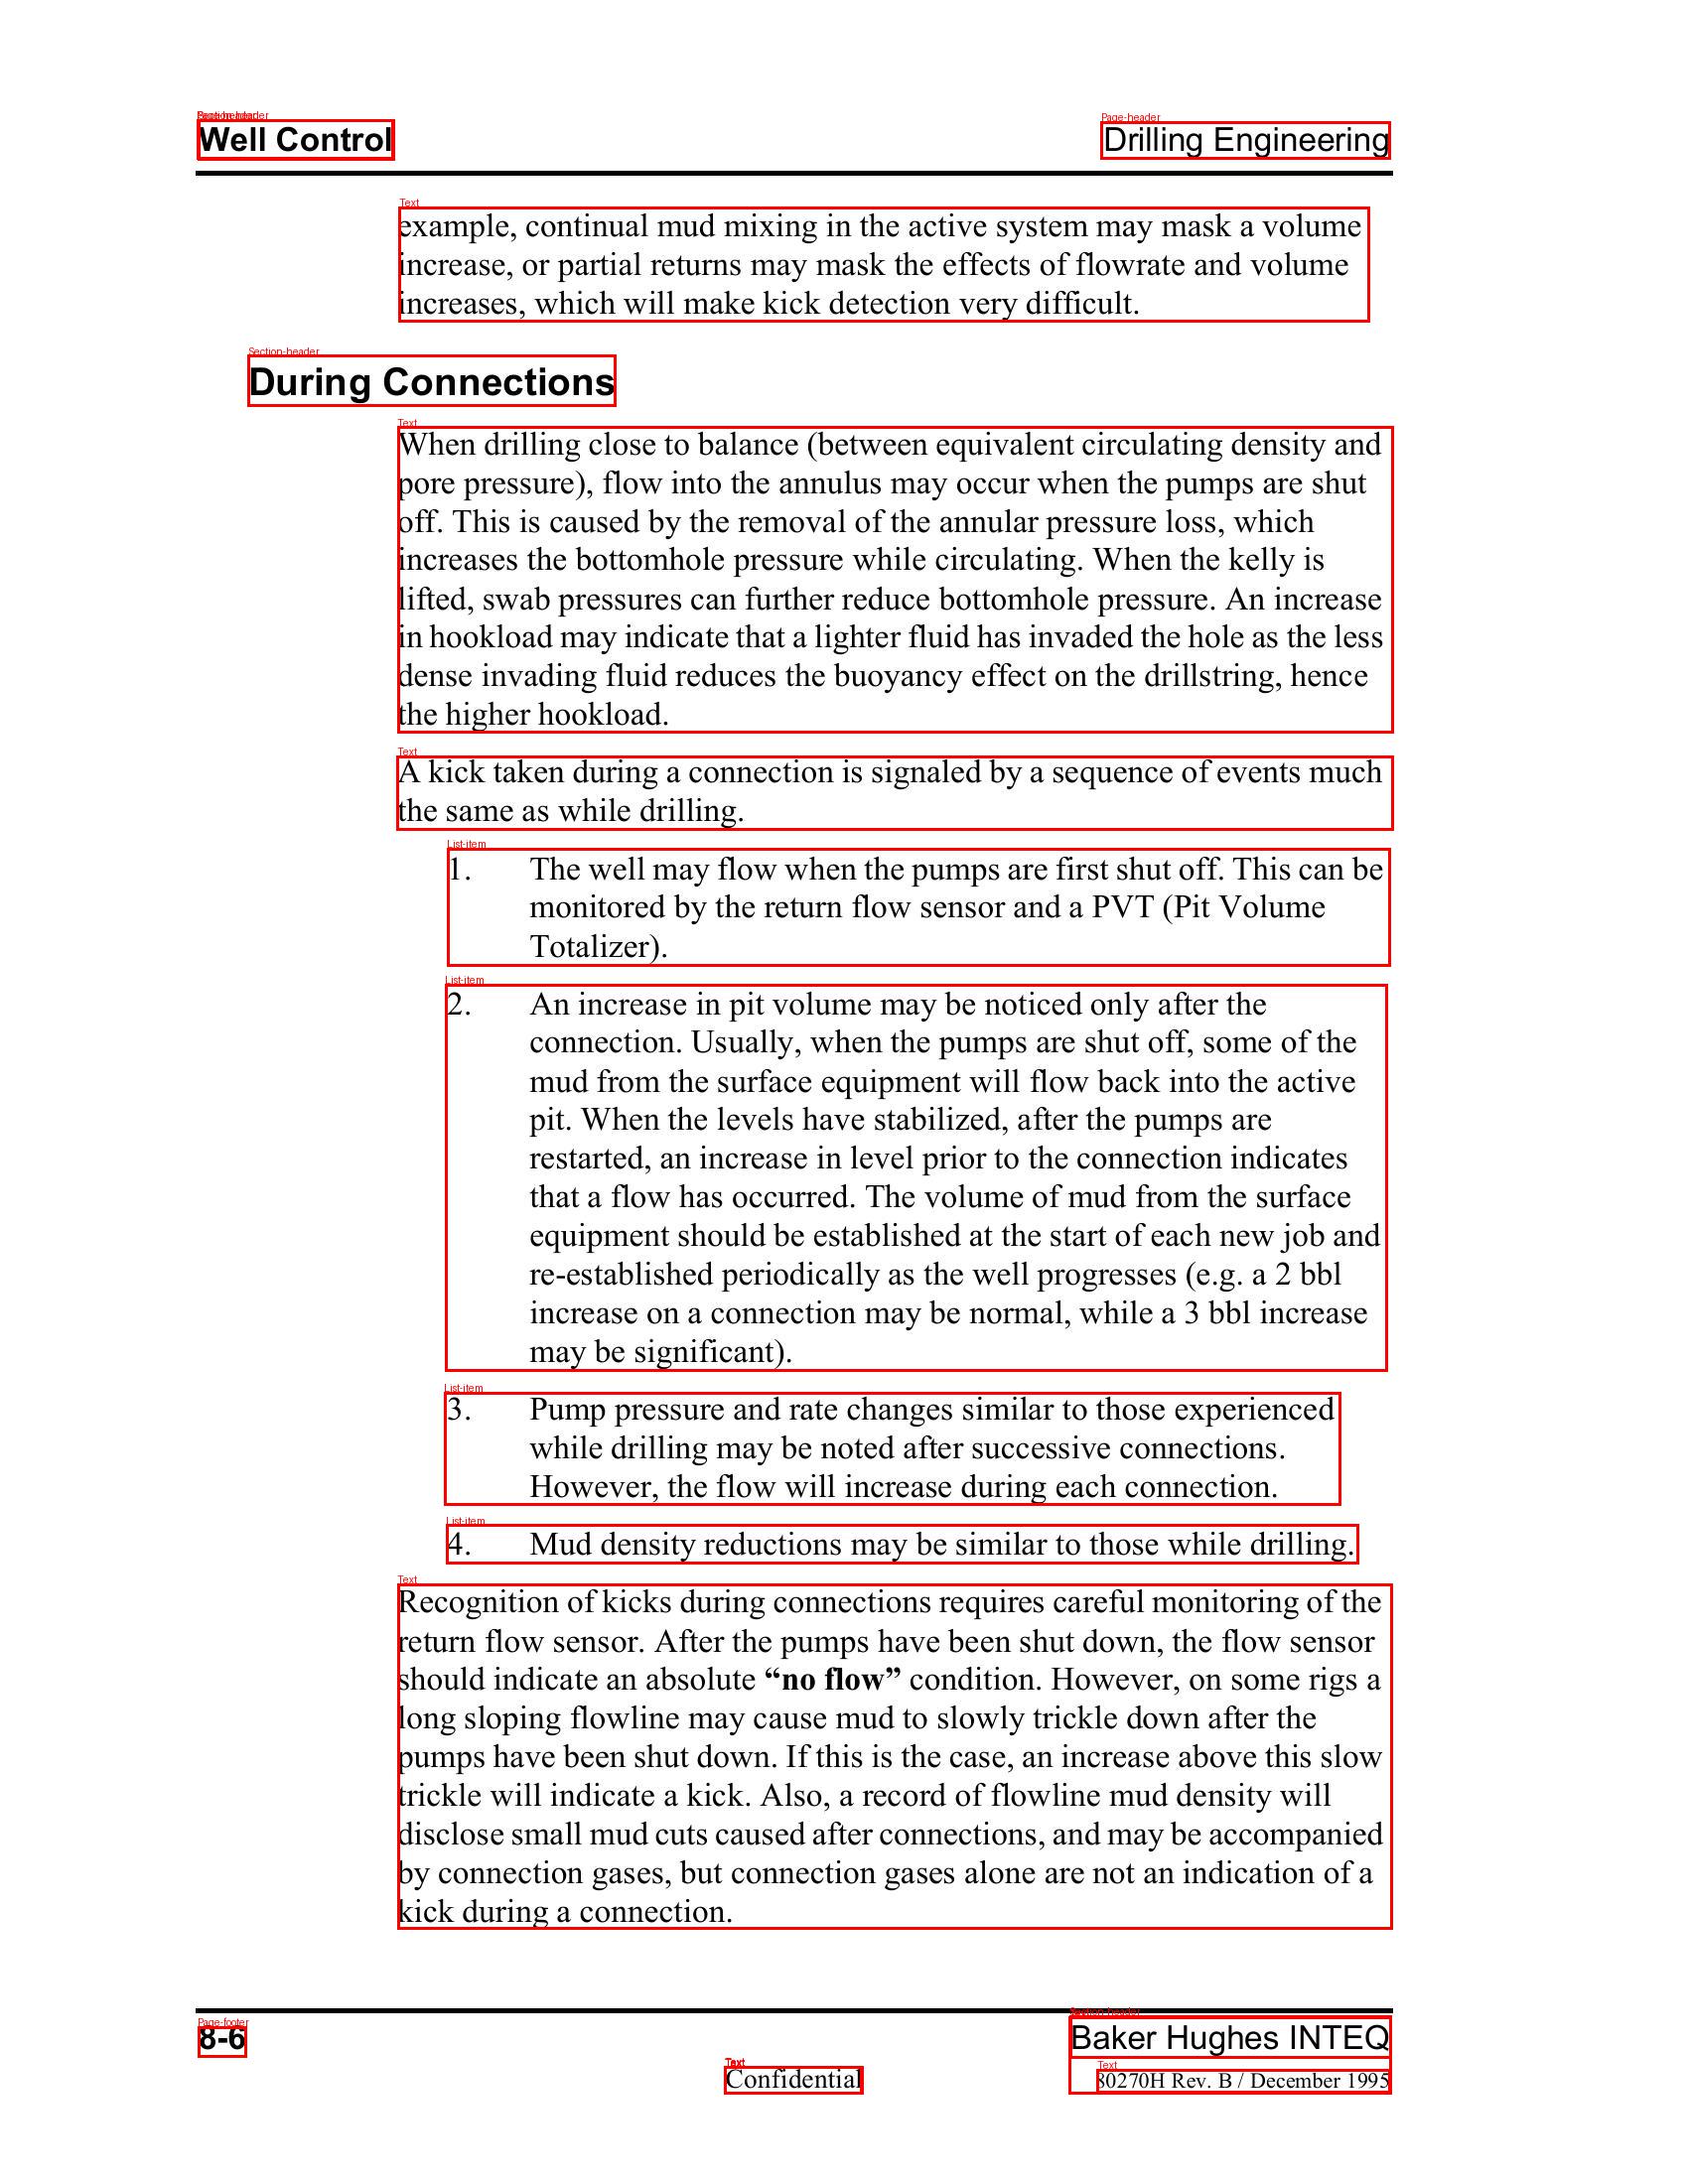 Well Control
Drilling Engineering
Text
example, continual mud mixing in the active system may mask a volume
increase, or partial returns may mask the effects of flowrate and volume
increases, which will make kick detection very difficult.
Section-header
During Connections
Text
When drilling close to balance (between equivalent circulating density and
pore pressure), flow into the annulus may occur when the pumps are shut
off. This is caused by the removal of the annular pressure loss, which
increases the bottomhole pressure while circulating. When the kelly is
lifted, swab pressures can further reduce bottomhole pressure. An increase
in hookload may indicate that a lighter fluid has invaded the hole as the less
dense invading fluid reduces the buoyancy effect on the drillstring, hence
the higher hookload.
Text
A kick taken during a connection is signaled by a sequence of events much
the same as while drilling.
List-item
1. The well may flow when the pumps are first shut off. This can be
monitored by the return flow sensor and a PVT (Pit Volume
Totalizer).
List-item
2. An increase in pit volume may be noticed only after the
connection. Usually, when the pumps are shut off, some of the
mud from the surface equipment will flow back into the active
pit. When the levels have stabilized, after the pumps are
restarted, an increase in level prior to the connection indicates
that a flow has occurred. The volume of mud from the surface
equipment should be established at the start of each new job and
re-established periodically as the well progresses (e.g. a 2 bbl
increase on a connection may be normal, while a 3 bbl increase
may be significant).
List-item
3. Pump pressure and rate changes similar to those experienced
while drilling may be noted after successive connections.
However, the flow will increase during each connection.
List-item
4. Mud density reductions may be similar to those while drilling.
Text
Recognition of kicks during connections requires careful monitoring of the
return flow sensor. After the pumps have been shut down, the flow sensor
should indicate an absolute “no flow” condition. However, on some rigs a
long sloping flowline may cause mud to slowly trickle down after the
pumps have been shut down. If this is the case, an increase above this slow
trickle will indicate a kick. Also, a record of flowline mud density will
disclose small mud cuts caused after connections, and may be accompanied
by connection gases, but connection gases alone are not an indication of a
kick during a connection.
Page-footer
8-6
Baker Hughes INTEQ
Text
Confidential
Text
80270H Rev. B / December 1995